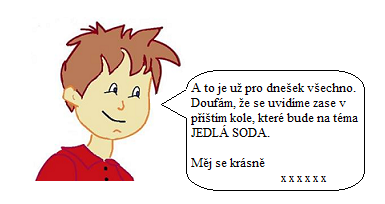 A to je už pro dnešek všechno.
Doufám, že se uvidíme zase v
příštím kole, které bude na téma
JEDLÁ SODA.
Měj se krásně
x x x x x x